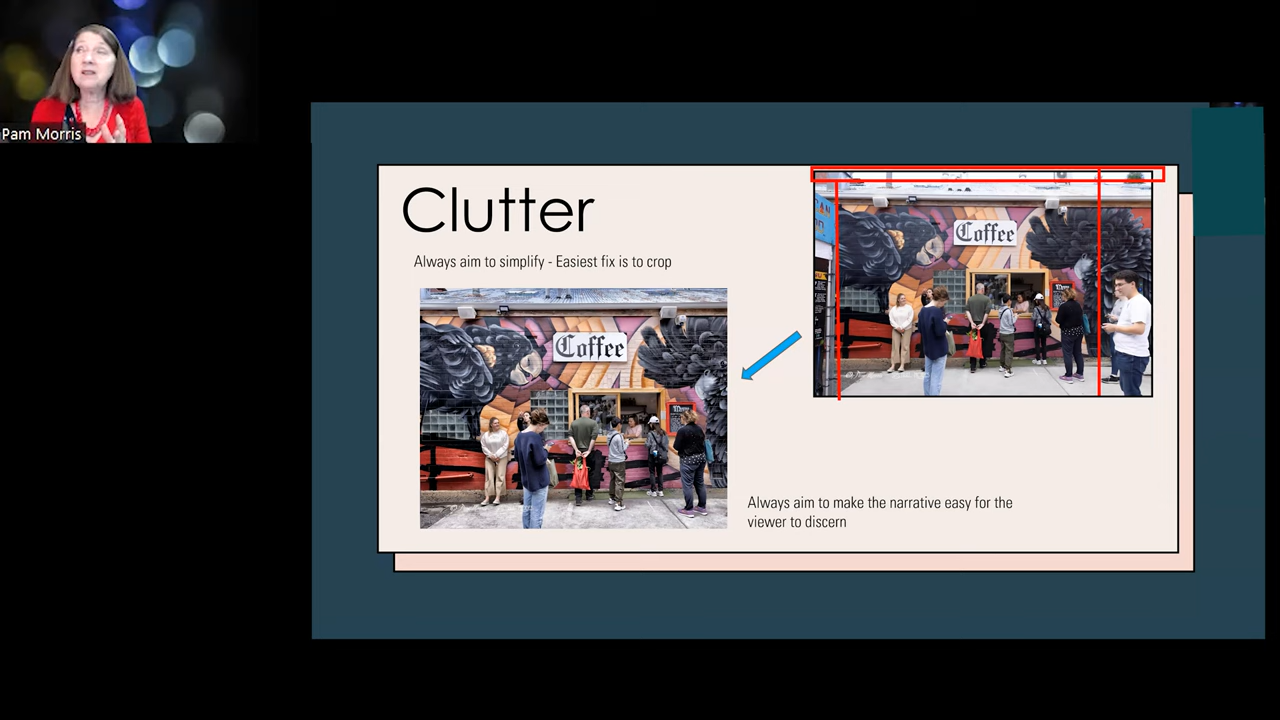 Pam Morris
Clutter
Always aim to simplify - Easiest fix is to crop
Coffee
Coffee
Menu
Always aim to make the narrative easy for the
viewer to discern